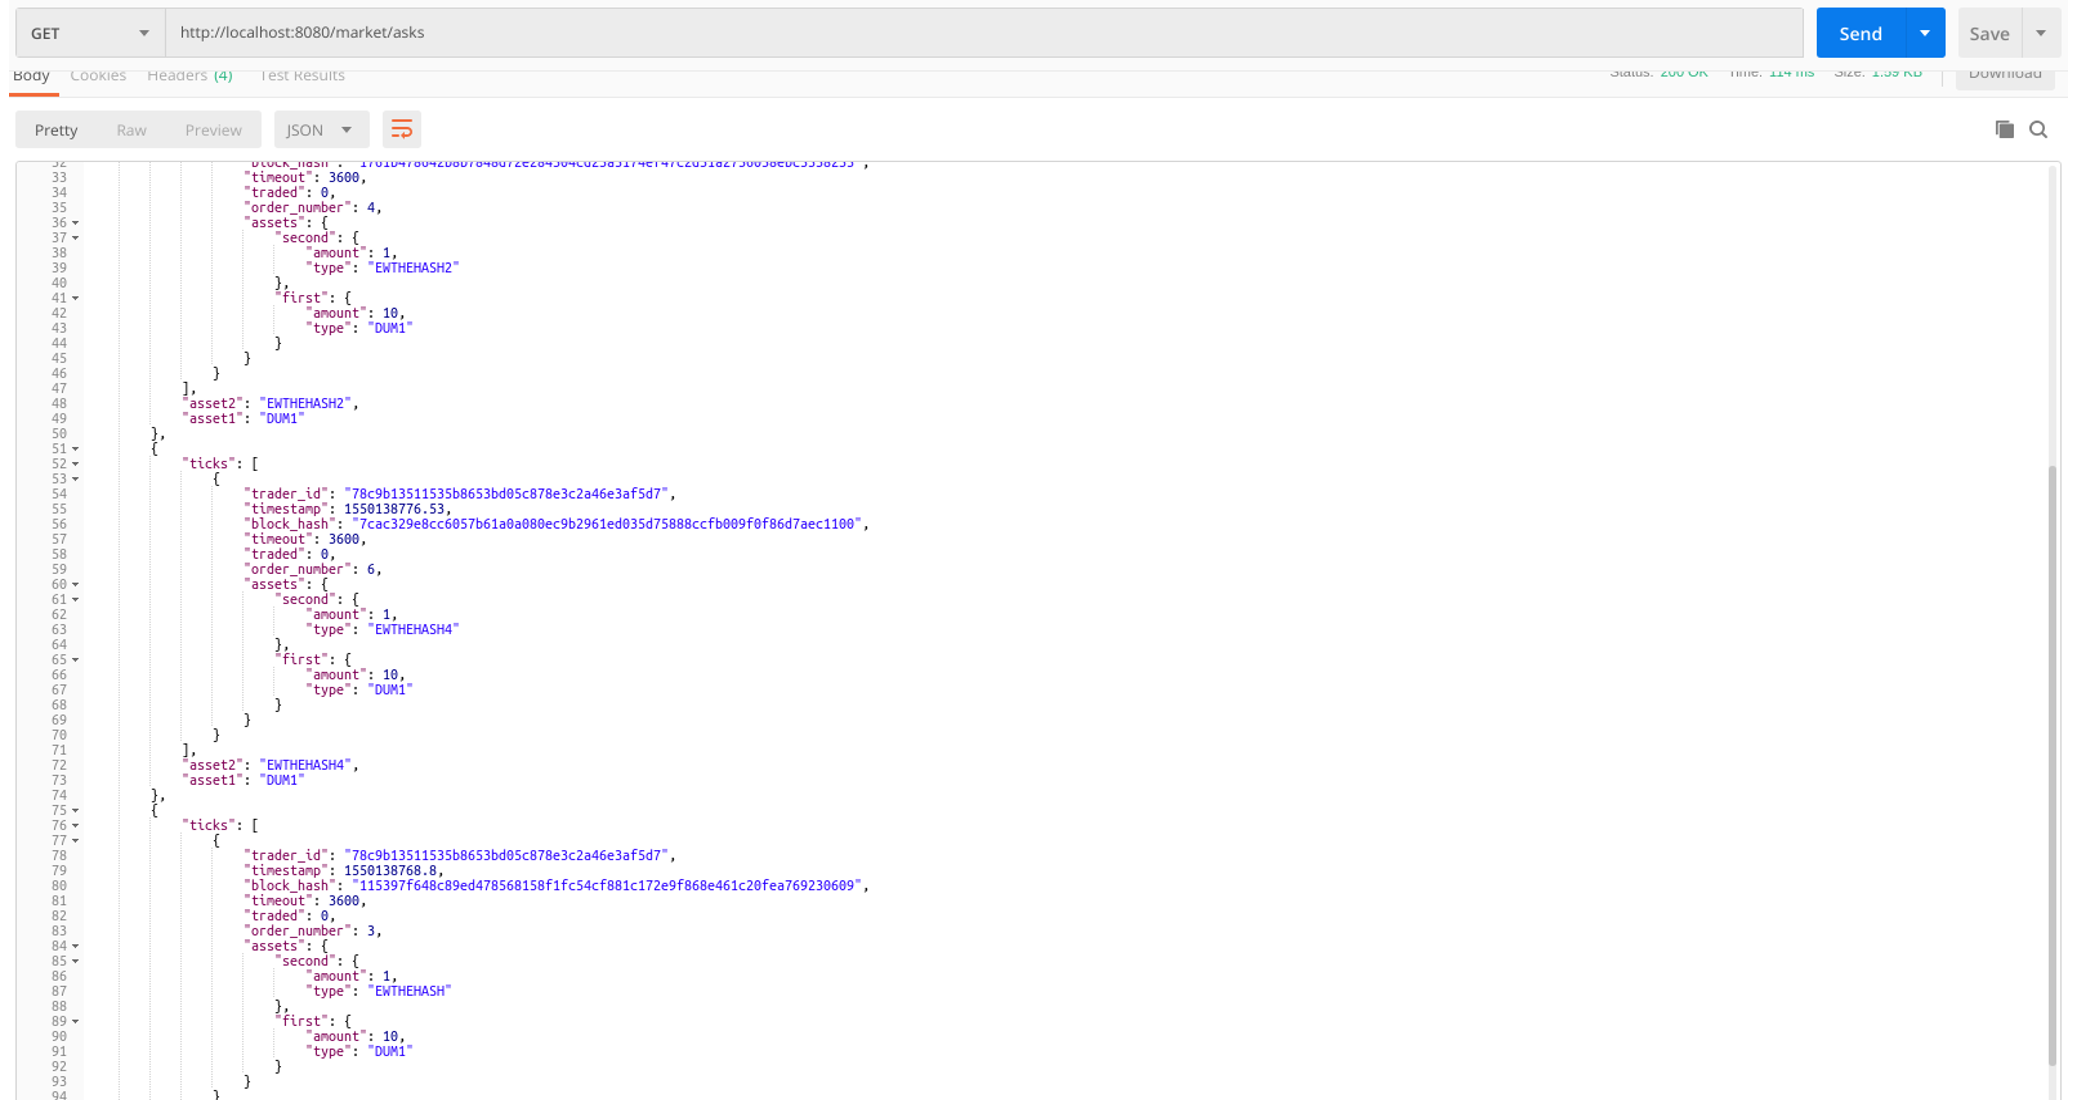 GET http://localhost:8080/market/asks Send Save
Body Cookies Headers (4) Test Results Status: 200 OK Time: 114 ms Size: 1.59 KB Download
Pretty Raw Preview JSON
32 "block_hash":
33 "timeout": 3600,
34 "traded": 0,
35 "order_number": 4,
36 "assets": {
37 "second": {
38 "amount": 1,
39 "type": "EWTHEHASH2"
40 },
41 "first": {
42 "amount": 10,
43 "type": "DUM1"
44 }
45 }
46 }
47 ],
48 "asset2": "EWTHEHASH2",
49 "asset1": "DUM1"
50 },
51 {
52 "ticks": [
53 {
54 "trader_id": "78c9b13511535b8653bd05c878e3c2a46e3af5d7",
55 "timestamp": 1550138776.53,
56 "block_hash": "7cac329e8cc6057b61a0a080ec9b2961ed035d75888ccfb009f0f86d7aec1100",
57 "timeout": 3600,
58 "traded": 0,
59 "order_number": 6,
60 "assets": {
61 "second": {
62 "amount": 1,
63 "type": "EWTHEHASH4"
64 },
65 "first": {
66 "amount": 10,
67 "type": "DUM1"
68 }
69 }
70 }
71 ],
72 "asset2": "EWTHEHASH4",
73 "asset1": "DUM1"
74 },
75 {
76 "ticks": [
77 {
78 "trader_id": "78c9b13511535b8653bd05c878e3c2a46e3af5d7",
79 "timestamp": 1550138768.8,
80 "block_hash": "115397f648c89ed478568158f1fc54cf881c172e9f868e461c20fea769230609",
81 "timeout": 3600,
82 "traded": 0,
83 "order_number": 3,
84 "assets": {
85 "second": {
86 "amount": 1,
87 "type": "EWTHEHASH"
88 },
89 "first": {
90 "amount": 10,
91 "type": "DUM1"
92 }
93 }
94 }